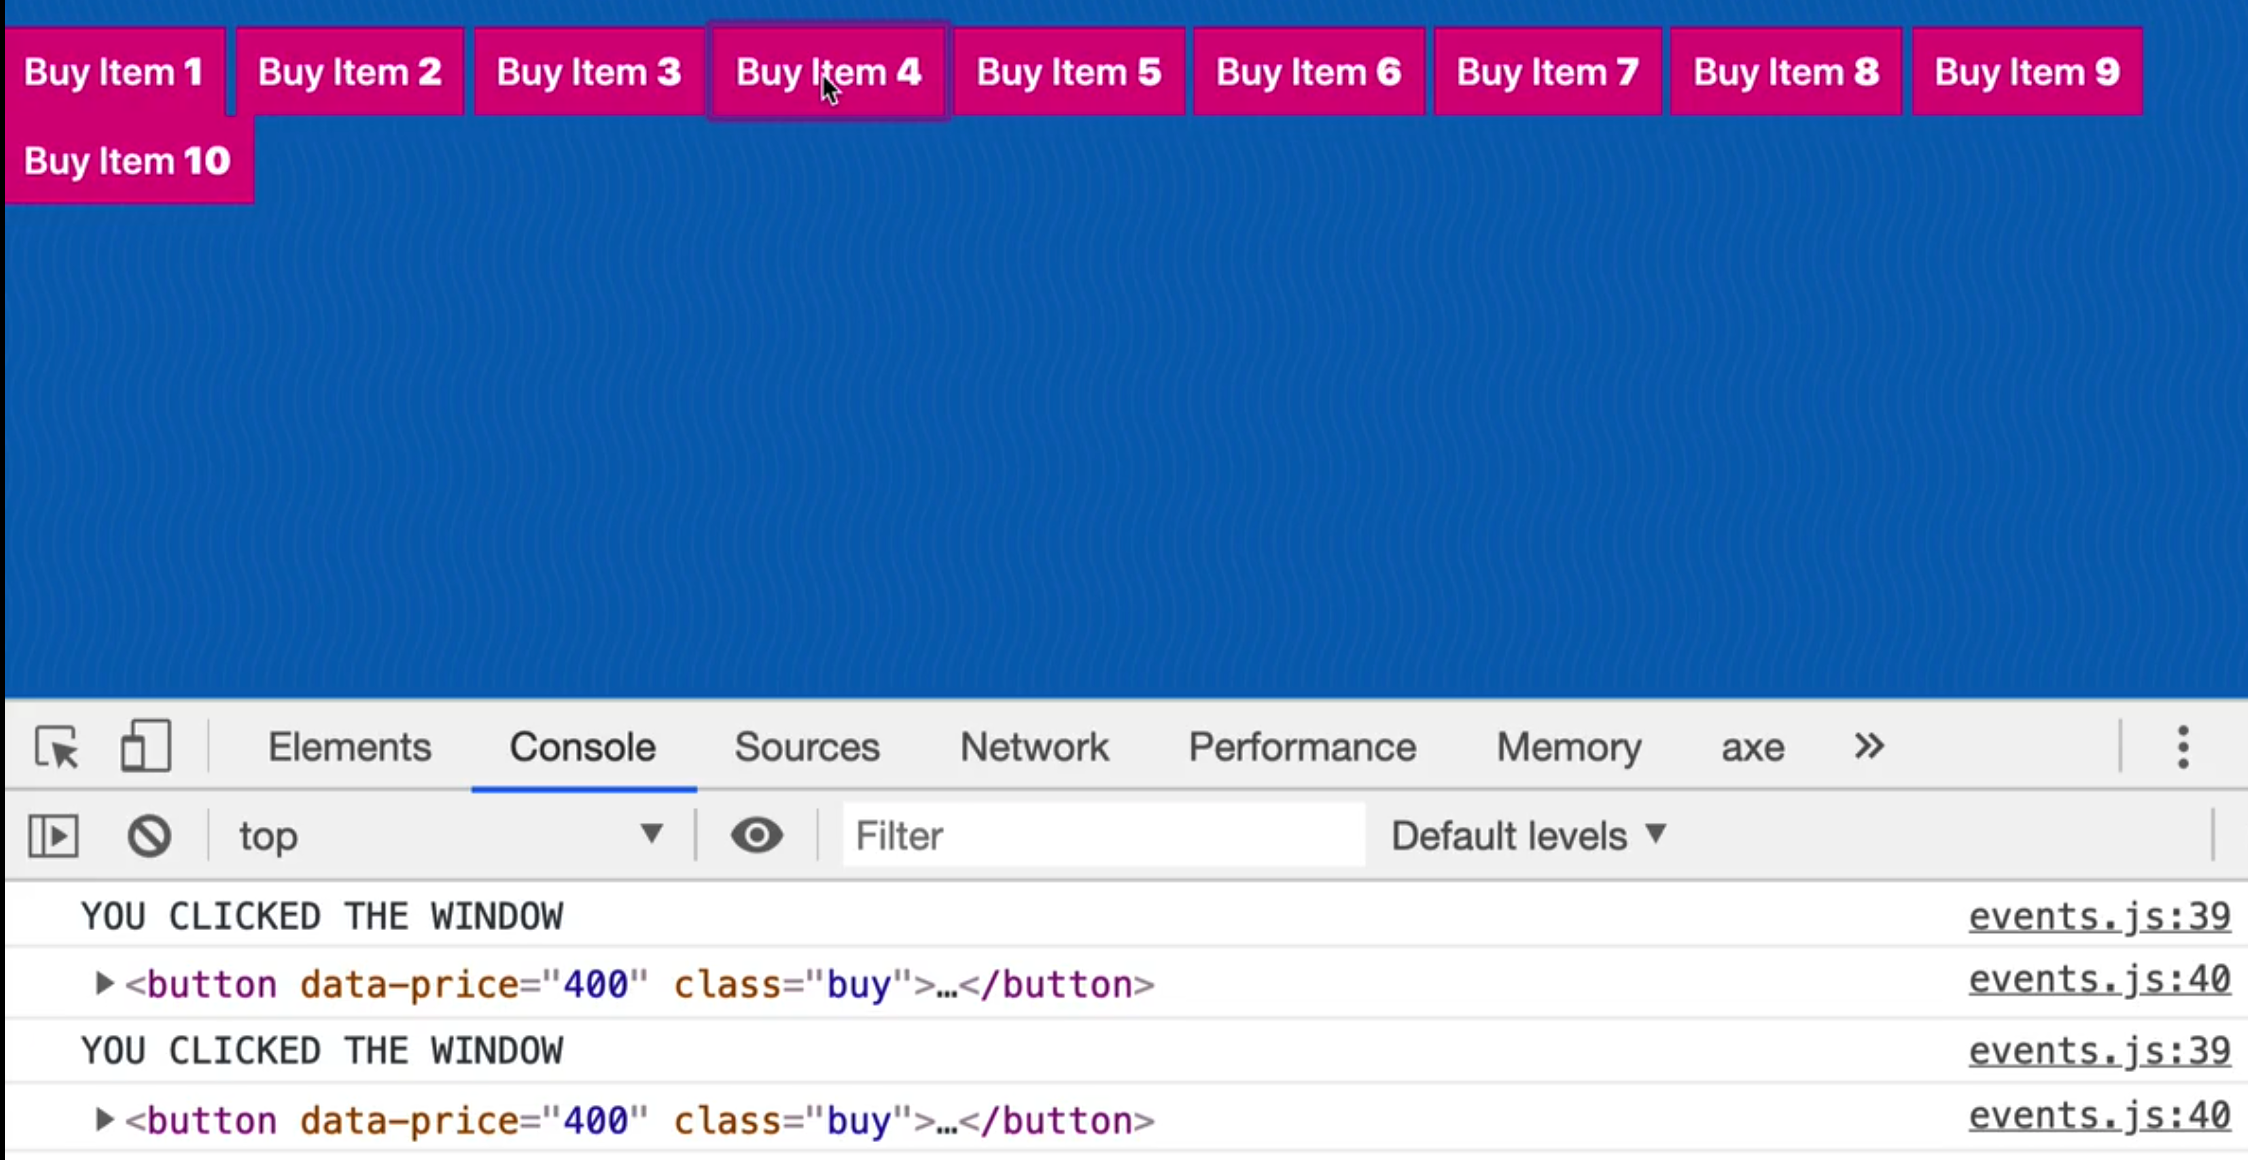 Buy Item 1 Buy Item 2 Buy Item 3 Buy Item 4 Buy Item 5 Buy Item 6 Buy Item 7 Buy Item 8 Buy Item 9
Buy Item 10
Elements Console Sources Network Performance Memory axe »
top ▼ Filter Default levels ▼
YOU CLICKED THE WINDOW events.js:39
▶<button data-price="400" class="buy">…</button> events.js:40
YOU CLICKED THE WINDOW events.js:39
▶<button data-price="400" class="buy">…</button> events.js:40